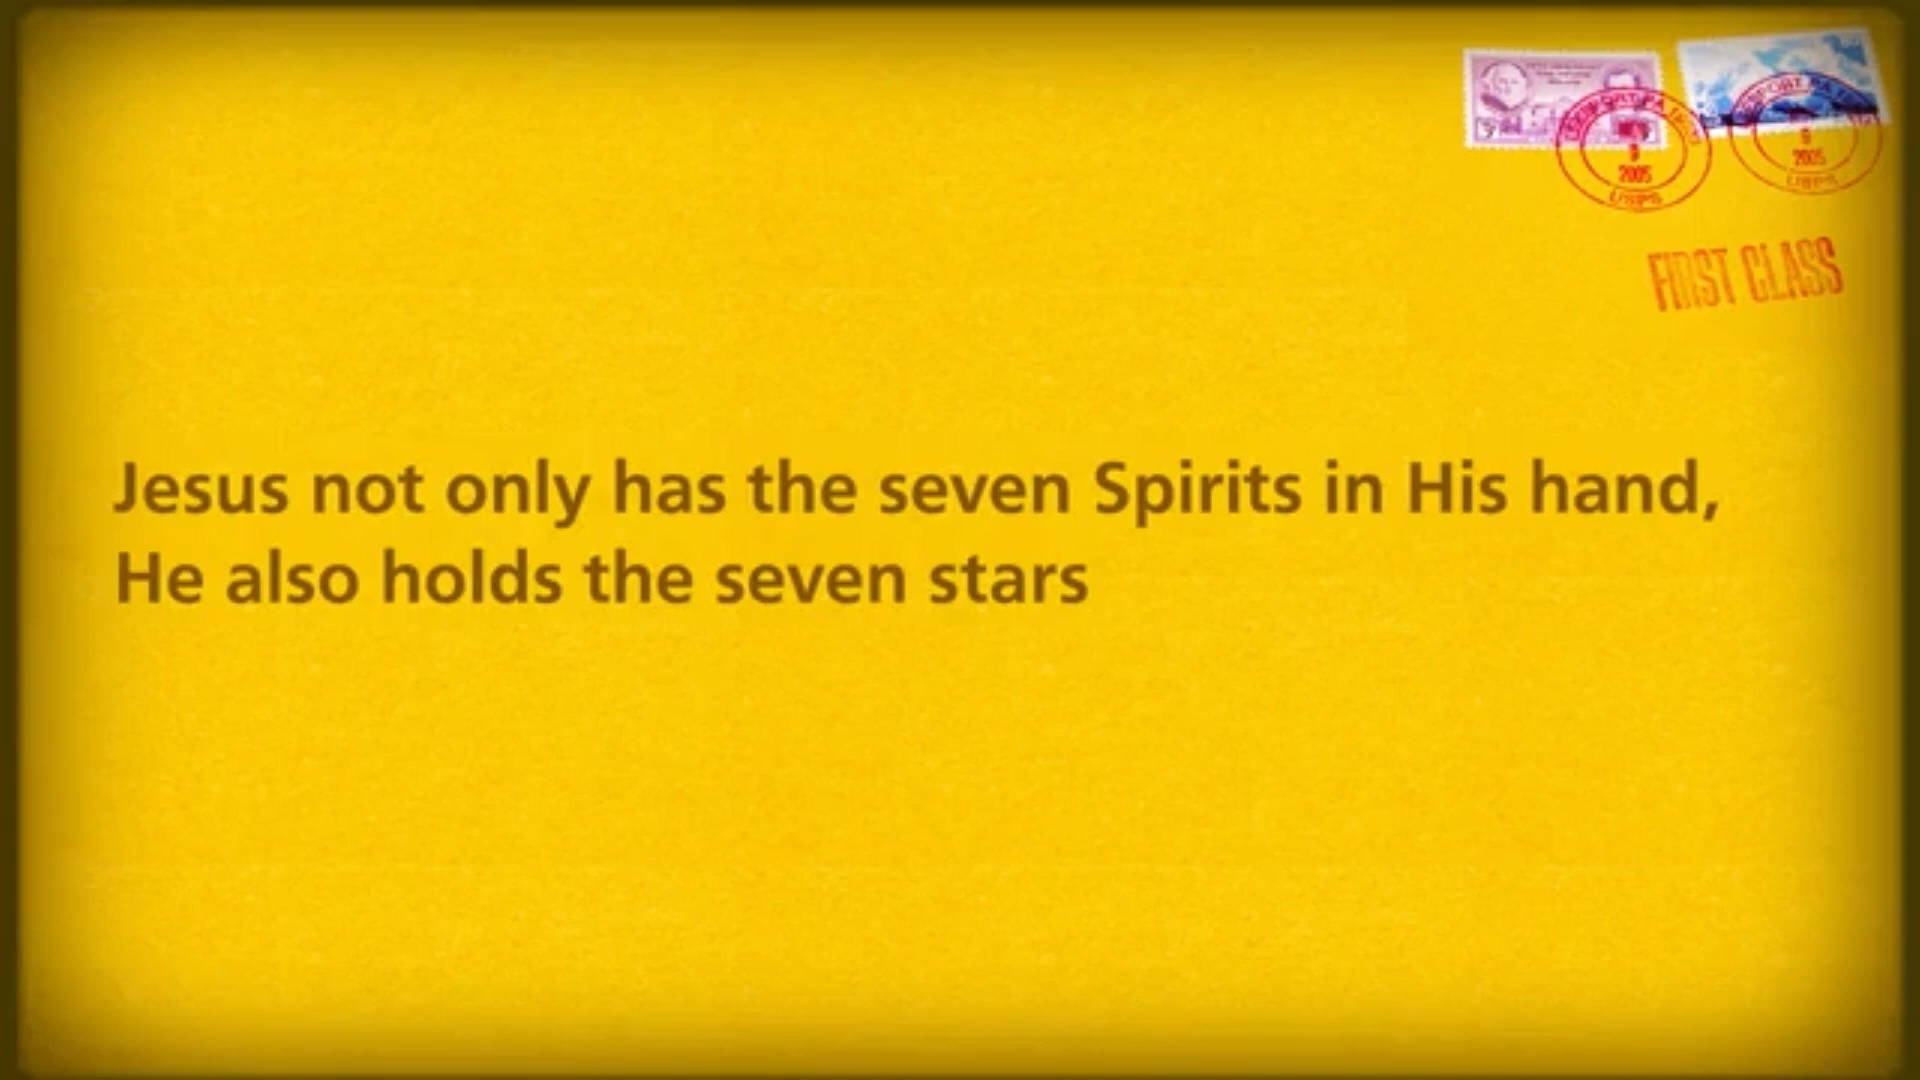 2005
USPS
2005
USPS
FIRST CLASS
Jesus not only has the seven Spirits in His hand,
He also holds the seven stars